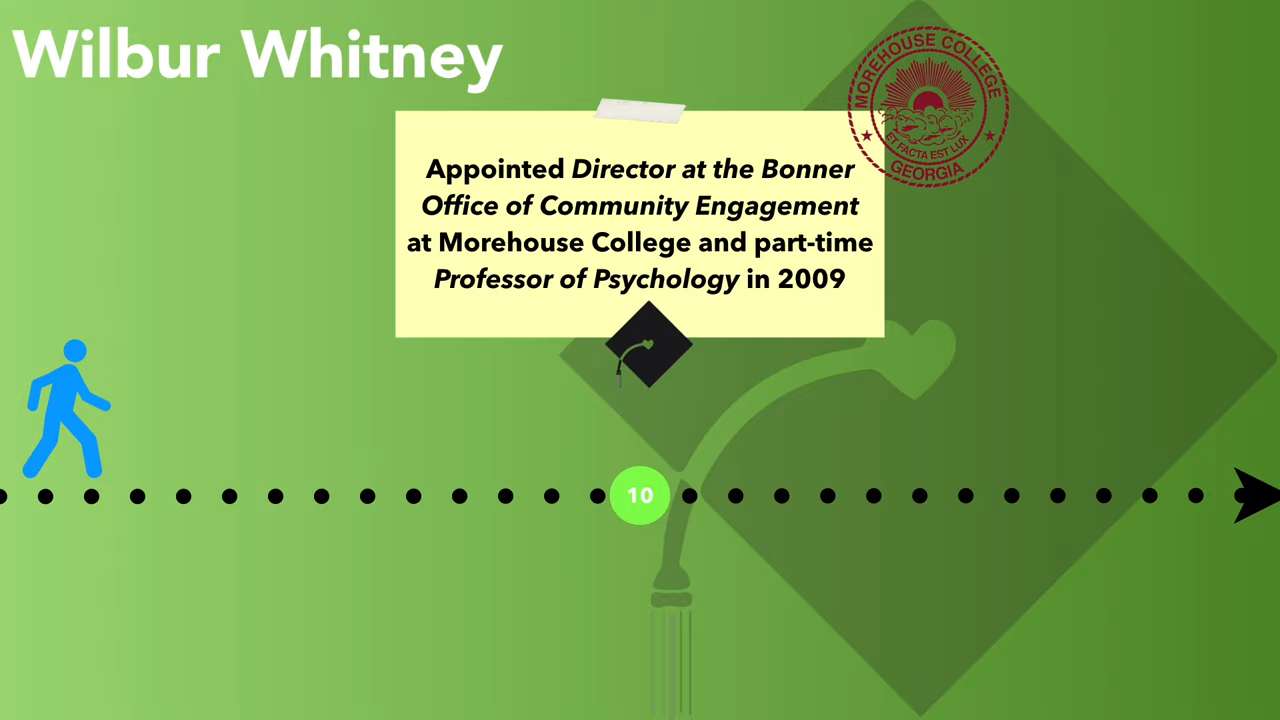 Wilbur Whitney
MOREHOUSE COLLEGE
ET FACTA EST LUX
GEORGIA
Appointed Director at the Bonner
Office of Community Engagement
at Morehouse College and part-time
Professor of Psychology in 2009
10